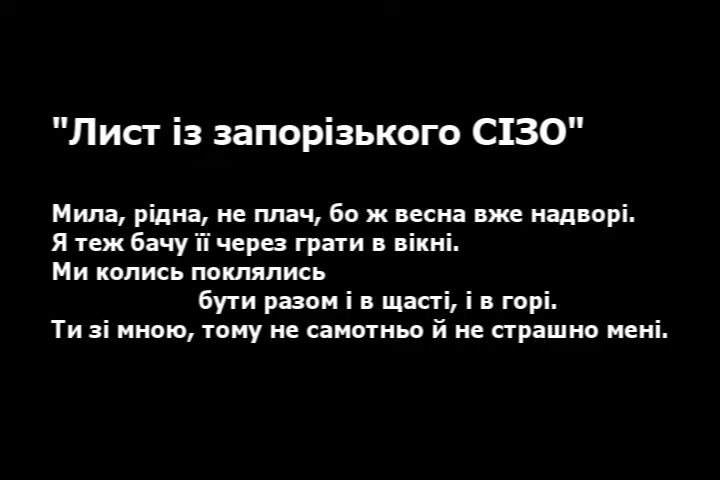 "Лист із запорізького СІЗО"
Мила, рідна, не плач, бо ж весна вже надворі.
Я теж бачу її через грати в вікні.
Ми колись поклялись
бути разом і в щасті, і в горі.
Ти зі мною, тому не самотньо й не страшно мені.